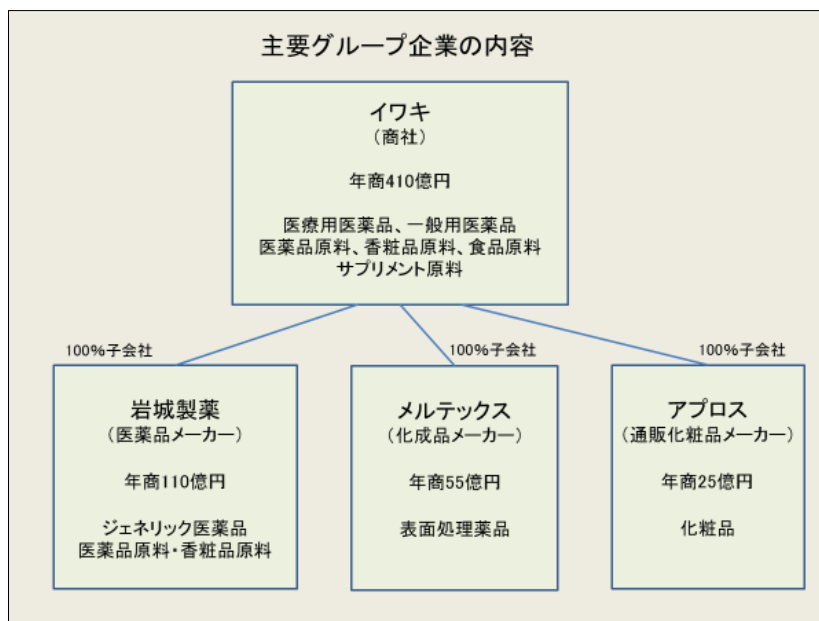 主要グループ企業の内容
イワキ
(商社)
年商410億円
医療用医薬品、一般用医薬品
医薬品原料、香粧品原料、食品原料
サプリメント原料
100%子会社
100%子会社
100%子会社
岩城製薬
(医薬品メーカー)
年商110億円
ジェネリック医薬品
医薬品原料・香粧品原料
メルテックス
(化成品メーカー)
年商55億円
表面処理薬品
アプロス
(通販化粧品メーカー)
年商25億円
化粧品